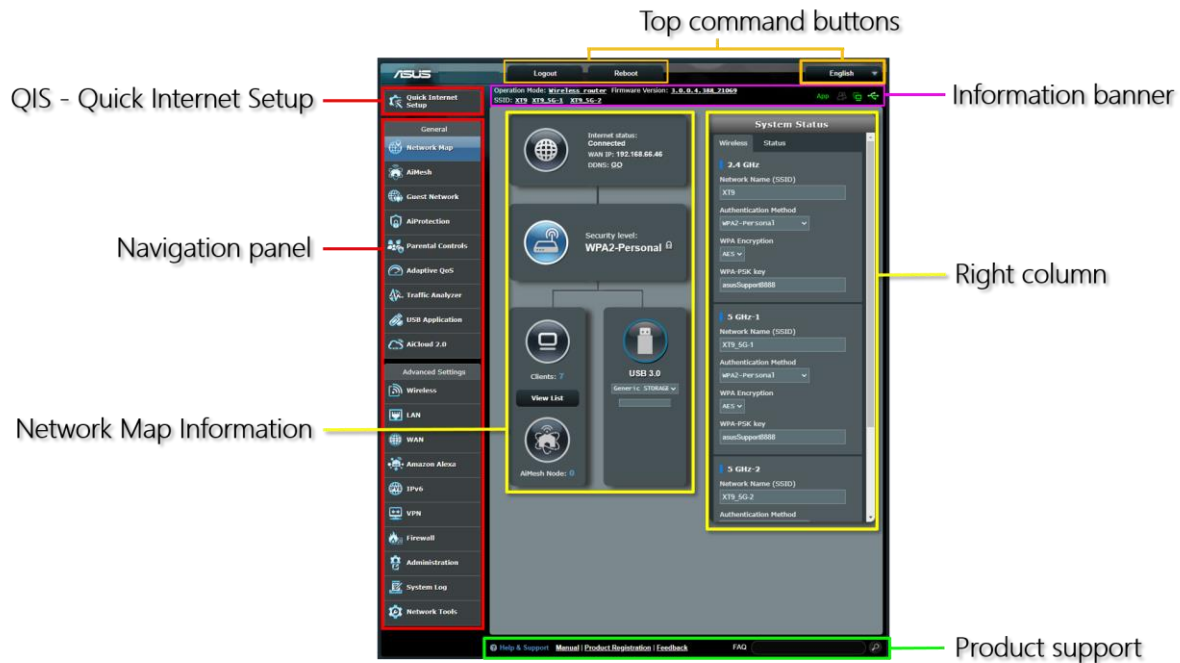 Top command buttons
ASUS
Logout
Reboot
English
QIS - Quick Internet Setup
Quick Internet
Setup
Operation Mode: Wireless router Firmware Version: 3.0.0.4.388_21069
SSID: XT9 XT9_5G-1 XT9_5G-2
App
Information banner
General
Network Map
AiMesh
Guest Network
AiProtection
Parental Controls
Adaptive QoS
Traffic Analyzer
USB Application
AiCloud 2.0
Advanced Settings
Wireless
LAN
WAN
Amazon Alexa
IPv6
VPN
Firewall
Administration
System Log
Network Tools
Navigation panel
Network Map Information
Internet status:
Connected
WAN IP: 192.168.66.46
DDNS: GO
Security level:
WPA2-Personal
Clients: 7
View List
AiMesh Node: 0
USB 3.0
Generic STORAGE
System Status
Wireless
Status
2.4 GHz
Network Name (SSID)
XT9
Authentication Method
WPA2-Personal
WPA Encryption
AES
WPA-PSK key
asusSupport8888
5 GHz-1
Network Name (SSID)
XT9_5G-1
Authentication Method
WPA2-Personal
WPA Encryption
AES
WPA-PSK key
asusSupport8888
5 GHz-2
Network Name (SSID)
XT9_5G-2
Authentication Method
Right column
Help & Support Manual | Product Registration | Feedback
FAQ
Product support